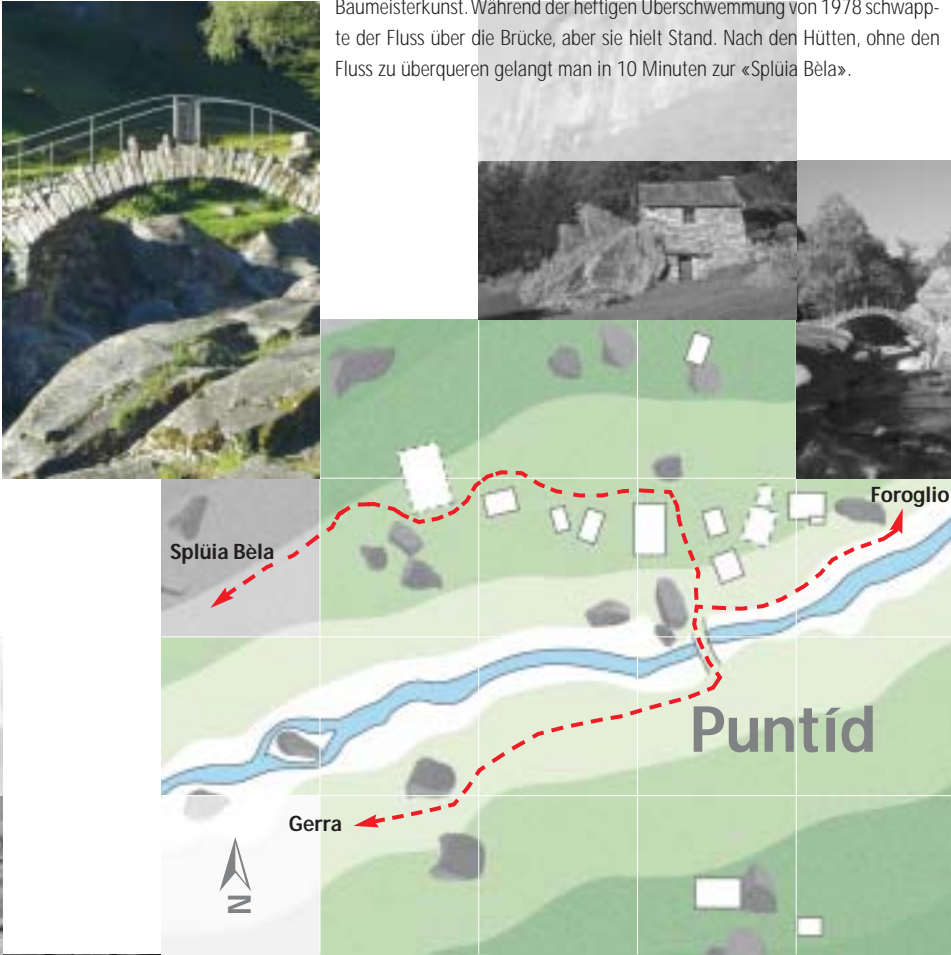 Baumeisterkunst. Während der heftigen Überschwemmung von 1978 schwapp-
te der Fluss über die Brücke, aber sie hielt Stand. Nach den Hütten, ohne den
Fluss zu überqueren gelangt man in 10 Minuten zur «Splüia Bèla».
Foroglio
Splüia Bèla
Puntíd
Gerra
N